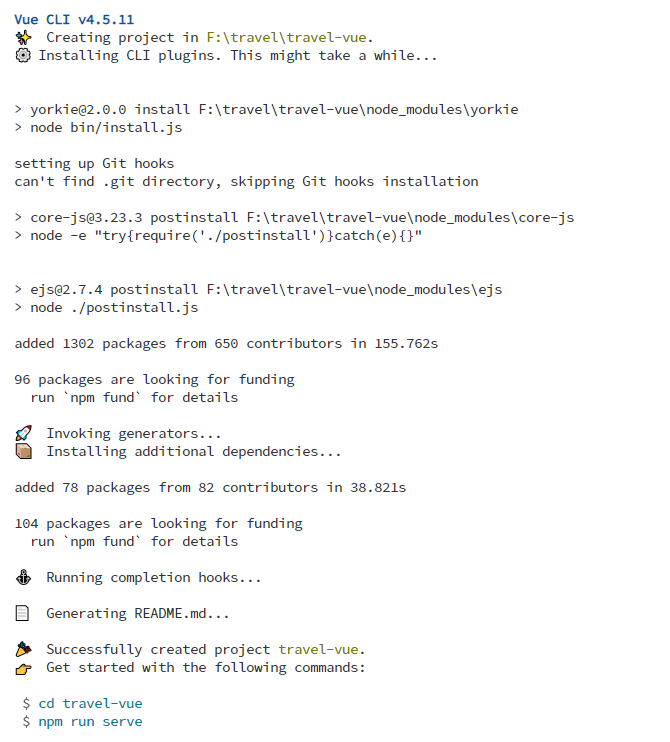 Vue CLI v4.5.11
✨ Creating project in F:\travel\travel-vue.
⚙ Installing CLI plugins. This might take a while...
> yorkie@2.0.0 install F:\travel\travel-vue\node_modules\yorkie
> node bin/install.js
setting up Git hooks
can't find .git directory, skipping Git hooks installation
> core-js@3.23.3 postinstall F:\travel\travel-vue\node_modules\core-js
> node -e "try{require('./postinstall')}catch(e){}"
> ejs@2.7.4 postinstall F:\travel\travel-vue\node_modules\ejs
> node ./postinstall.js
added 1302 packages from 650 contributors in 155.762s
96 packages are looking for funding
run `npm fund` for details
🚀 Invoking generators...
📦 Installing additional dependencies...
added 78 packages from 82 contributors in 38.821s
104 packages are looking for funding
run `npm fund` for details
⚓ Running completion hooks...
📄 Generating README.md...
🎉 Successfully created project travel-vue.
👉 Get started with the following commands:
$ cd travel-vue
$ npm run serve